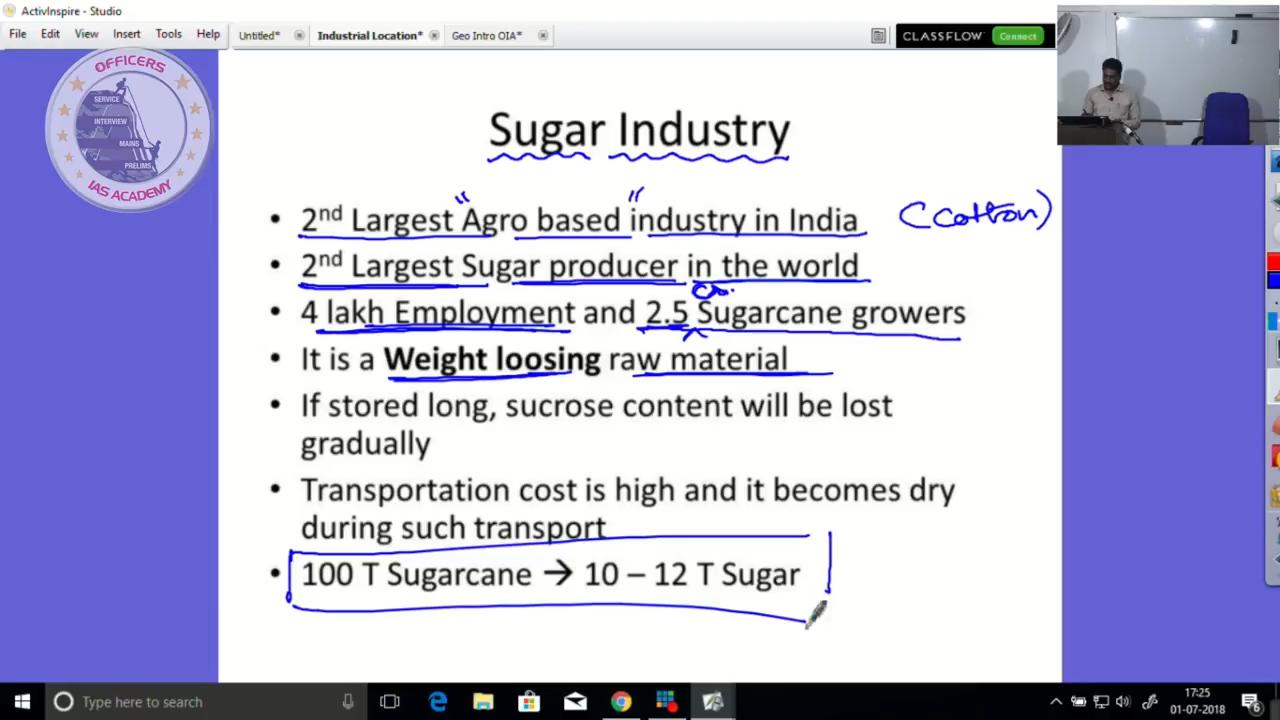 ActivInspire - Studio
File Edit View Insert Tools Help
Untitled* Industrial Location* Geo Intro OIA*
CLASSFLOW Connect
OFFICERS
SERVICE
INTERVIEW
MAINS
PRELIMS
IAS ACADEMY
Sugar Industry
• 2nd Largest "Agro based" industry in India (cotton)
• 2nd Largest Sugar producer in the world
• 4 lakh Employment and 2.5 Sugarcane growers
• It is a Weight loosing raw material
• If stored long, sucrose content will be lost
gradually
• Transportation cost is high and it becomes dry
during such transport
• 100 T Sugarcane → 10 – 12 T Sugar
Type here to search
17:25
01-07-2018
6